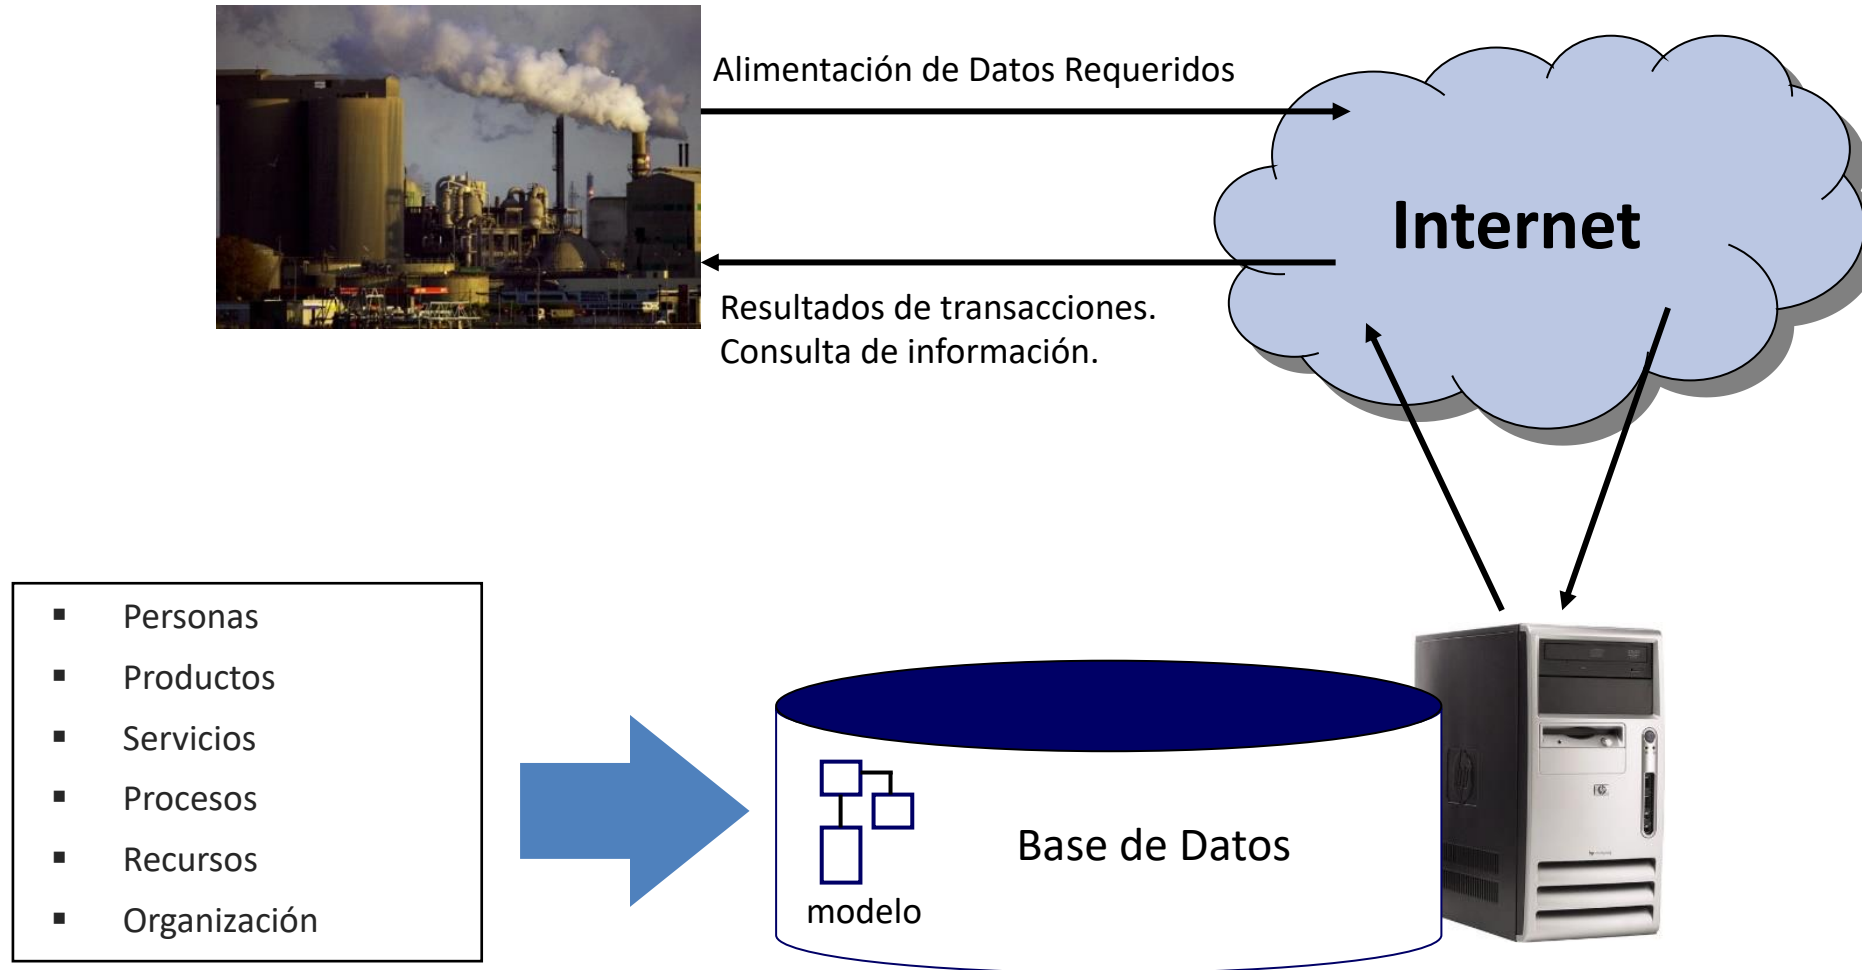 Alimentación de Datos Requeridos
Internet
Resultados de transacciones.
Consulta de información.
▪ Personas
▪ Productos
▪ Servicios
▪ Procesos
▪ Recursos
▪ Organización
modelo
Base de Datos
hp